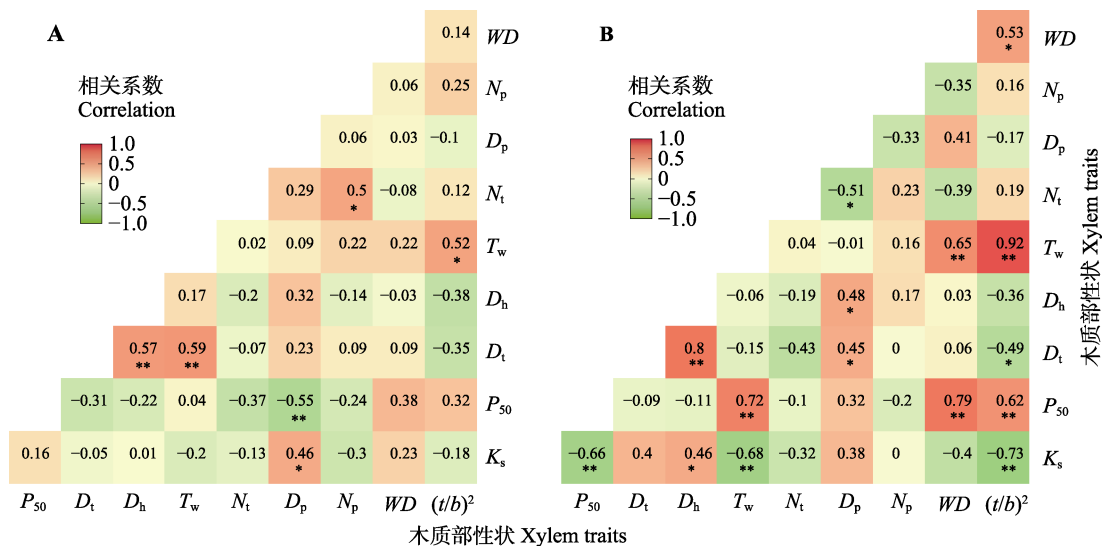 A
相关系数
Correlation
1.0
0.5
0
−0.5
−1.0
0.14 WD
0.06 0.25 Np
0.06 0.03 −0.1 Dp
0.29 0.5 * −0.08 0.12 Nt
0.02 0.09 0.22 0.22 0.52 * Tw
0.17 −0.2 0.32 −0.14 −0.03 −0.38 Dh
0.57 ** 0.59 ** −0.07 0.23 0.09 0.09 −0.35 Dt
−0.31 −0.22 0.04 −0.37 −0.55 ** −0.24 0.38 0.32 P50
0.16 −0.05 0.01 −0.2 −0.13 0.46 * −0.3 0.23 −0.18 Ks
P50 Dt Dh Tw Nt Dp Np WD (t/b)²
B
相关系数
Correlation
1.0
0.5
0
−0.5
−1.0
0.53 * WD
−0.35 0.16 Np
−0.33 0.41 −0.17 Dp
−0.51 * 0.23 −0.39 0.19 Nt
0.04 −0.01 0.16 0.65 ** 0.92 ** Tw
−0.06 −0.19 0.48 * 0.17 0.03 −0.36 Dh
0.8 ** −0.15 −0.43 0.45 * 0 0.06 −0.49 * Dt
−0.09 −0.11 0.72 ** −0.1 0.32 −0.2 0.79 ** 0.62 ** P50
−0.66 ** 0.4 0.46 * −0.68 ** −0.32 0.38 0 −0.4 −0.73 ** Ks
P50 Dt Dh Tw Nt Dp Np WD (t/b)²
木质部性状 Xylem traits
木质部性状 Xylem traits